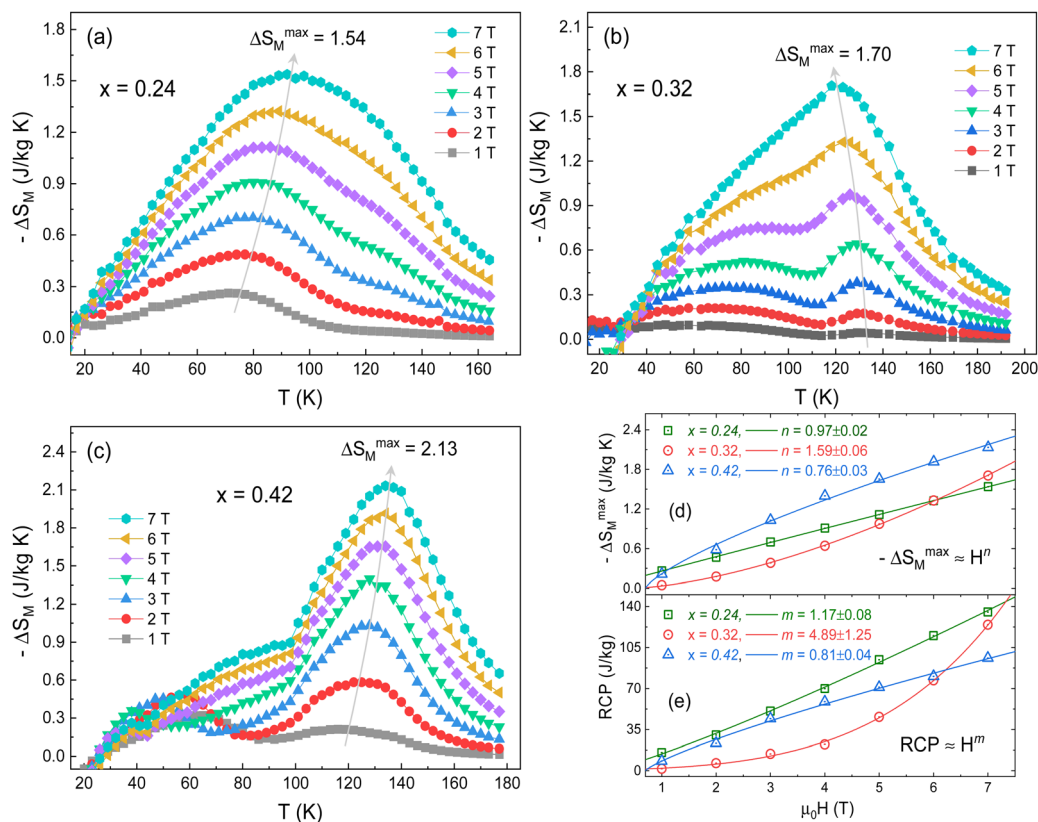 (a)
ΔS_M^max = 1.54
x = 0.24
7 T
6 T
5 T
4 T
3 T
2 T
1 T
1.8
1.5
1.2
0.9
0.6
0.3
0.0
- ΔS_M (J/kg K)
20 40 60 80 100 120 140 160
T (K)
(b)
ΔS_M^max = 1.70
x = 0.32
7 T
6 T
5 T
4 T
3 T
2 T
1 T
2.1
1.8
1.5
1.2
0.9
0.6
0.3
0.0
- ΔS_M (J/kg K)
20 40 60 80 100 120 140 160 180 200
T (K)
(c)
ΔS_M^max = 2.13
x = 0.42
7 T
6 T
5 T
4 T
3 T
2 T
1 T
2.4
2.1
1.8
1.5
1.2
0.9
0.6
0.3
0.0
- ΔS_M (J/kg K)
20 40 60 80 100 120 140 160 180
T (K)
x = 0.24, n = 0.97±0.02
x = 0.32, n = 1.59±0.06
x = 0.42, n = 0.76±0.03
(d)
- ΔS_M^max ≈ H^n
2.4
1.8
1.2
0.6
0.0
- ΔS_M^max (J/kg K)
x = 0.24, m = 1.17±0.08
x = 0.32, m = 4.89±1.25
x = 0.42, m = 0.81±0.04
(e)
RCP ≈ H^m
140
105
70
35
0
RCP (J/kg)
1 2 3 4 5 6 7
μ₀H (T)